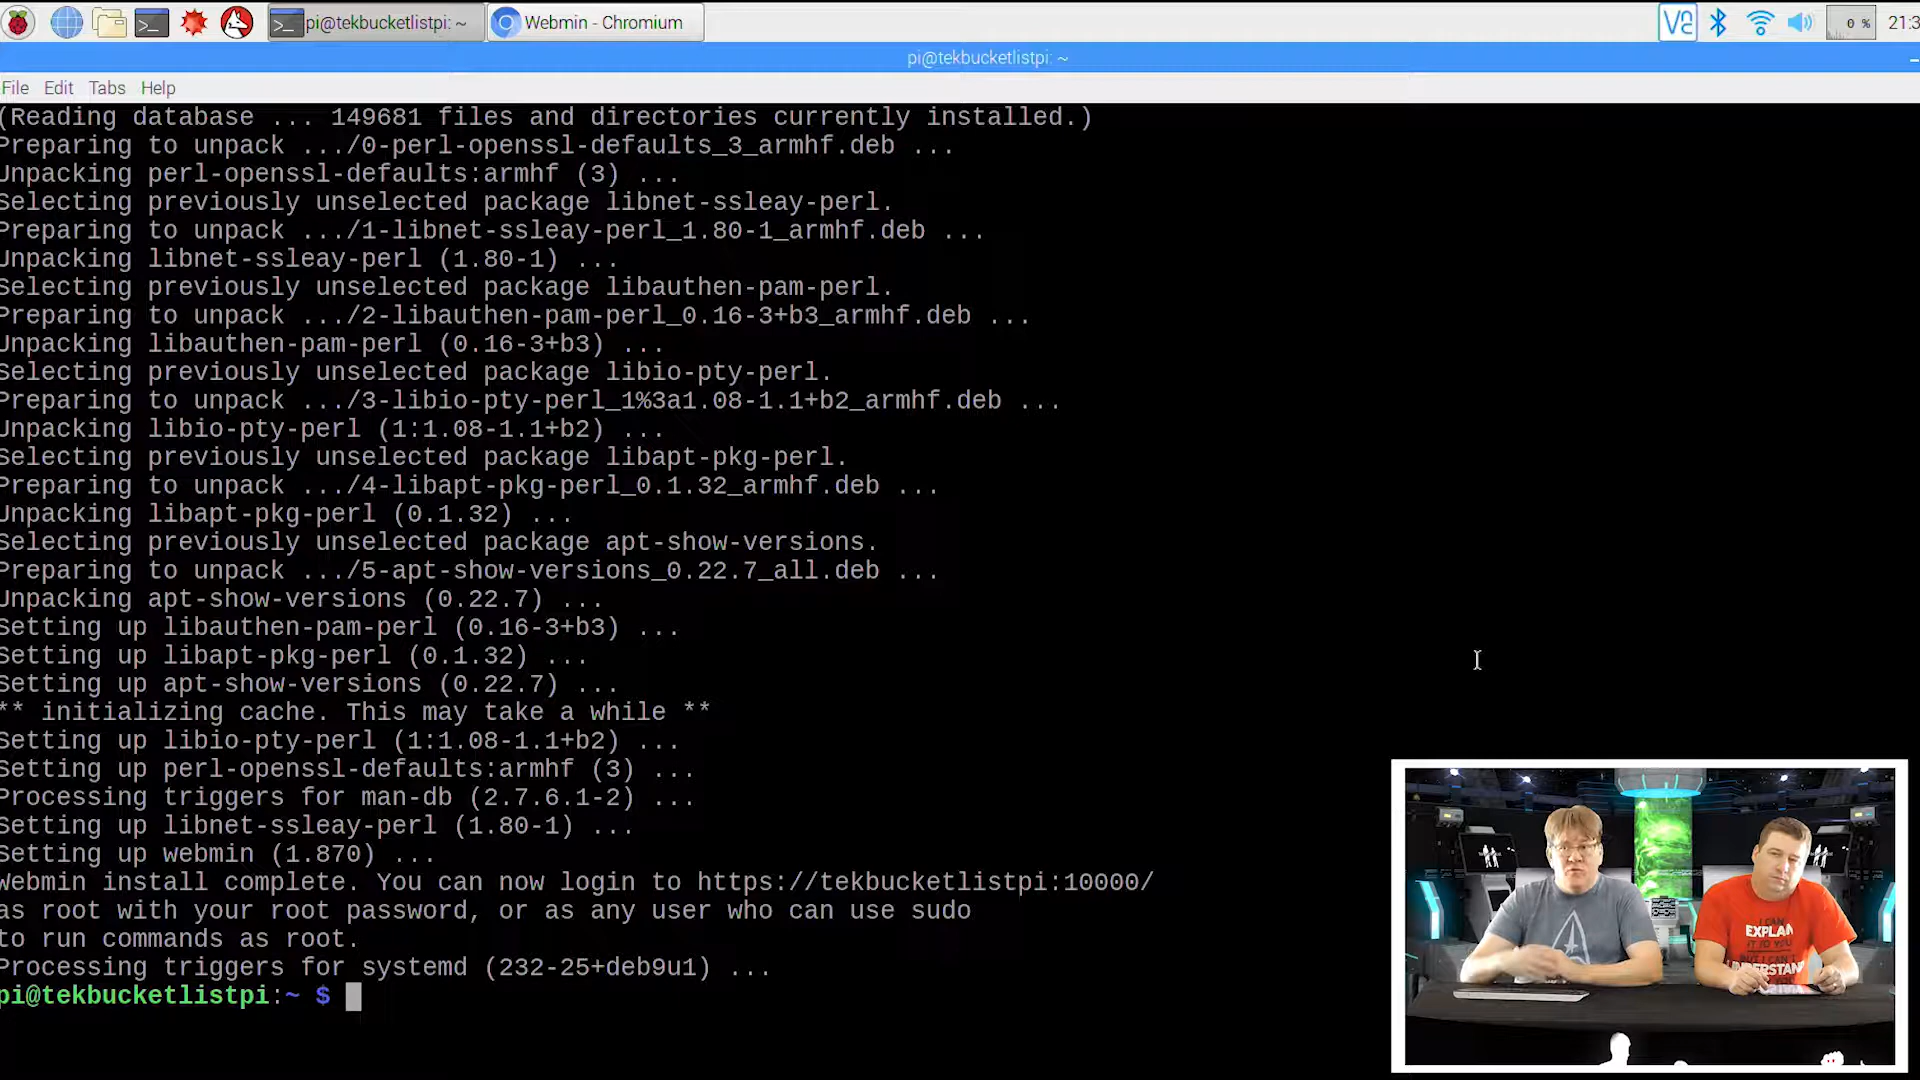 pi@tekbucketlistpi: ~
Webmin - Chromium
0 %
21:3
pi@tekbucketlistpi: ~
File Edit Tabs Help
(Reading database ... 149681 files and directories currently installed.)
Preparing to unpack .../0-perl-openssl-defaults_3_armhf.deb ...
Unpacking perl-openssl-defaults:armhf (3) ...
Selecting previously unselected package libnet-ssleay-perl.
Preparing to unpack .../1-libnet-ssleay-perl_1.80-1_armhf.deb ...
Unpacking libnet-ssleay-perl (1.80-1) ...
Selecting previously unselected package libauthen-pam-perl.
Preparing to unpack .../2-libauthen-pam-perl_0.16-3+b3_armhf.deb ...
Unpacking libauthen-pam-perl (0.16-3+b3) ...
Selecting previously unselected package libio-pty-perl.
Preparing to unpack .../3-libio-pty-perl_1%3a1.08-1.1+b2_armhf.deb ...
Unpacking libio-pty-perl (1:1.08-1.1+b2) ...
Selecting previously unselected package libapt-pkg-perl.
Preparing to unpack .../4-libapt-pkg-perl_0.1.32_armhf.deb ...
Unpacking libapt-pkg-perl (0.1.32) ...
Selecting previously unselected package apt-show-versions.
Preparing to unpack .../5-apt-show-versions_0.22.7_all.deb ...
Unpacking apt-show-versions (0.22.7) ...
Setting up libauthen-pam-perl (0.16-3+b3) ...
Setting up libapt-pkg-perl (0.1.32) ...
Setting up apt-show-versions (0.22.7) ...
** initializing cache. This may take a while **
Setting up libio-pty-perl (1:1.08-1.1+b2) ...
Setting up perl-openssl-defaults:armhf (3) ...
Processing triggers for man-db (2.7.6.1-2) ...
Setting up libnet-ssleay-perl (1.80-1) ...
Setting up webmin (1.870) ...
Webmin install complete. You can now login to https://tekbucketlistpi:10000/
as root with your root password, or as any user who can use sudo
to run commands as root.
Processing triggers for systemd (232-25+deb9u1) ...
pi@tekbucketlistpi:~ $
I CAN
EXPLAIN
IT TO YOU
BUT I CAN'T
UNDERSTAND